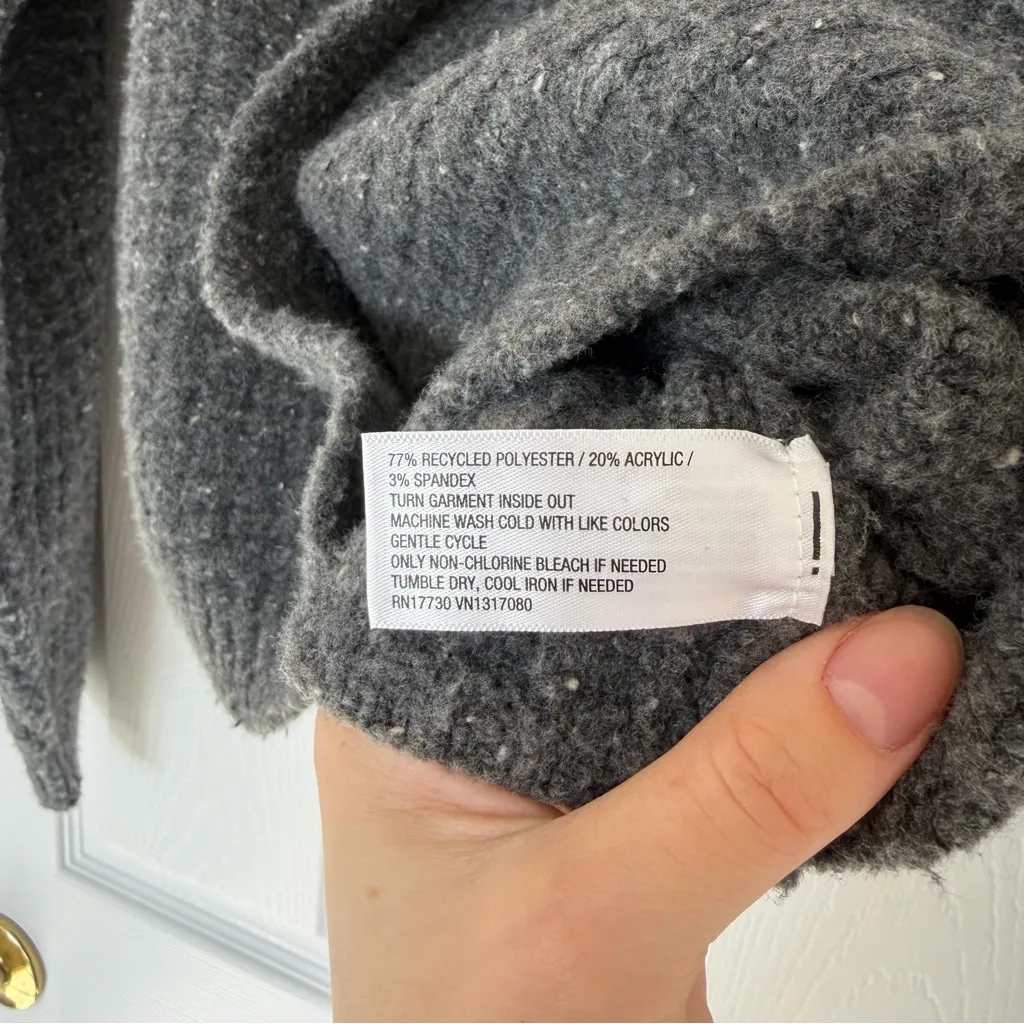 77% RECYCLED POLYESTER / 20% ACRYLIC /
3% SPANDEX
TURN GARMENT INSIDE OUT
MACHINE WASH COLD WITH LIKE COLORS
GENTLE CYCLE
ONLY NON-CHLORINE BLEACH IF NEEDED
TUMBLE DRY, COOL IRON IF NEEDED
RN17730 VN1317080